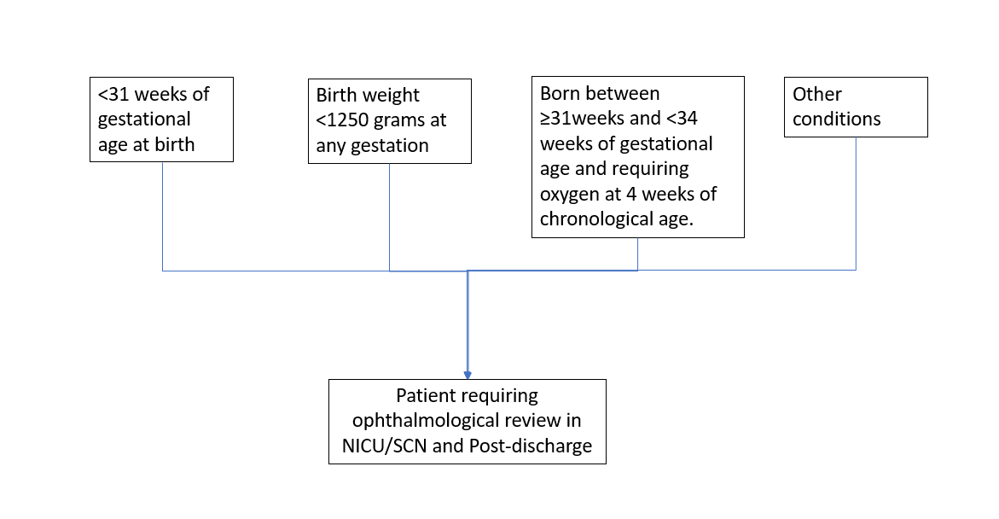 <31 weeks of
gestational
age at birth
Birth weight
<1250 grams at
any gestation
Born between
≥31weeks and <34
weeks of gestational
age and requiring
oxygen at 4 weeks of
chronological age.
Other
conditions
Patient requiring
ophthalmological review in
NICU/SCN and Post-discharge